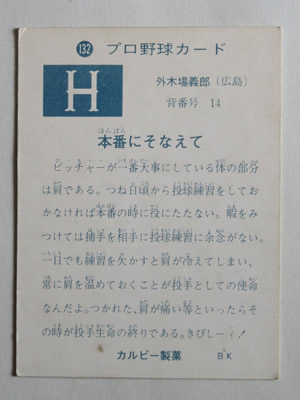 132 プロ野球カード
H
外木場義郎(広島)
背番号 14
ほんばん
本番にそなえて
ピッチャーが一番大事にしている体の部分
は肩である。つね日頃から投球練習をしてお
かなければ本番の時に役にたたない。暇をみ
つけては捕手を相手に投球練習に余念がない。
一日でも練習を欠かすと肩が冷えてしまい、
常に肩を温めておくことが投手としての使命
なんだよ。つかれた、肩が痛い等といったらそ
の時が投手生命の終りである。きびしーィ!
カルビー製菓 BK